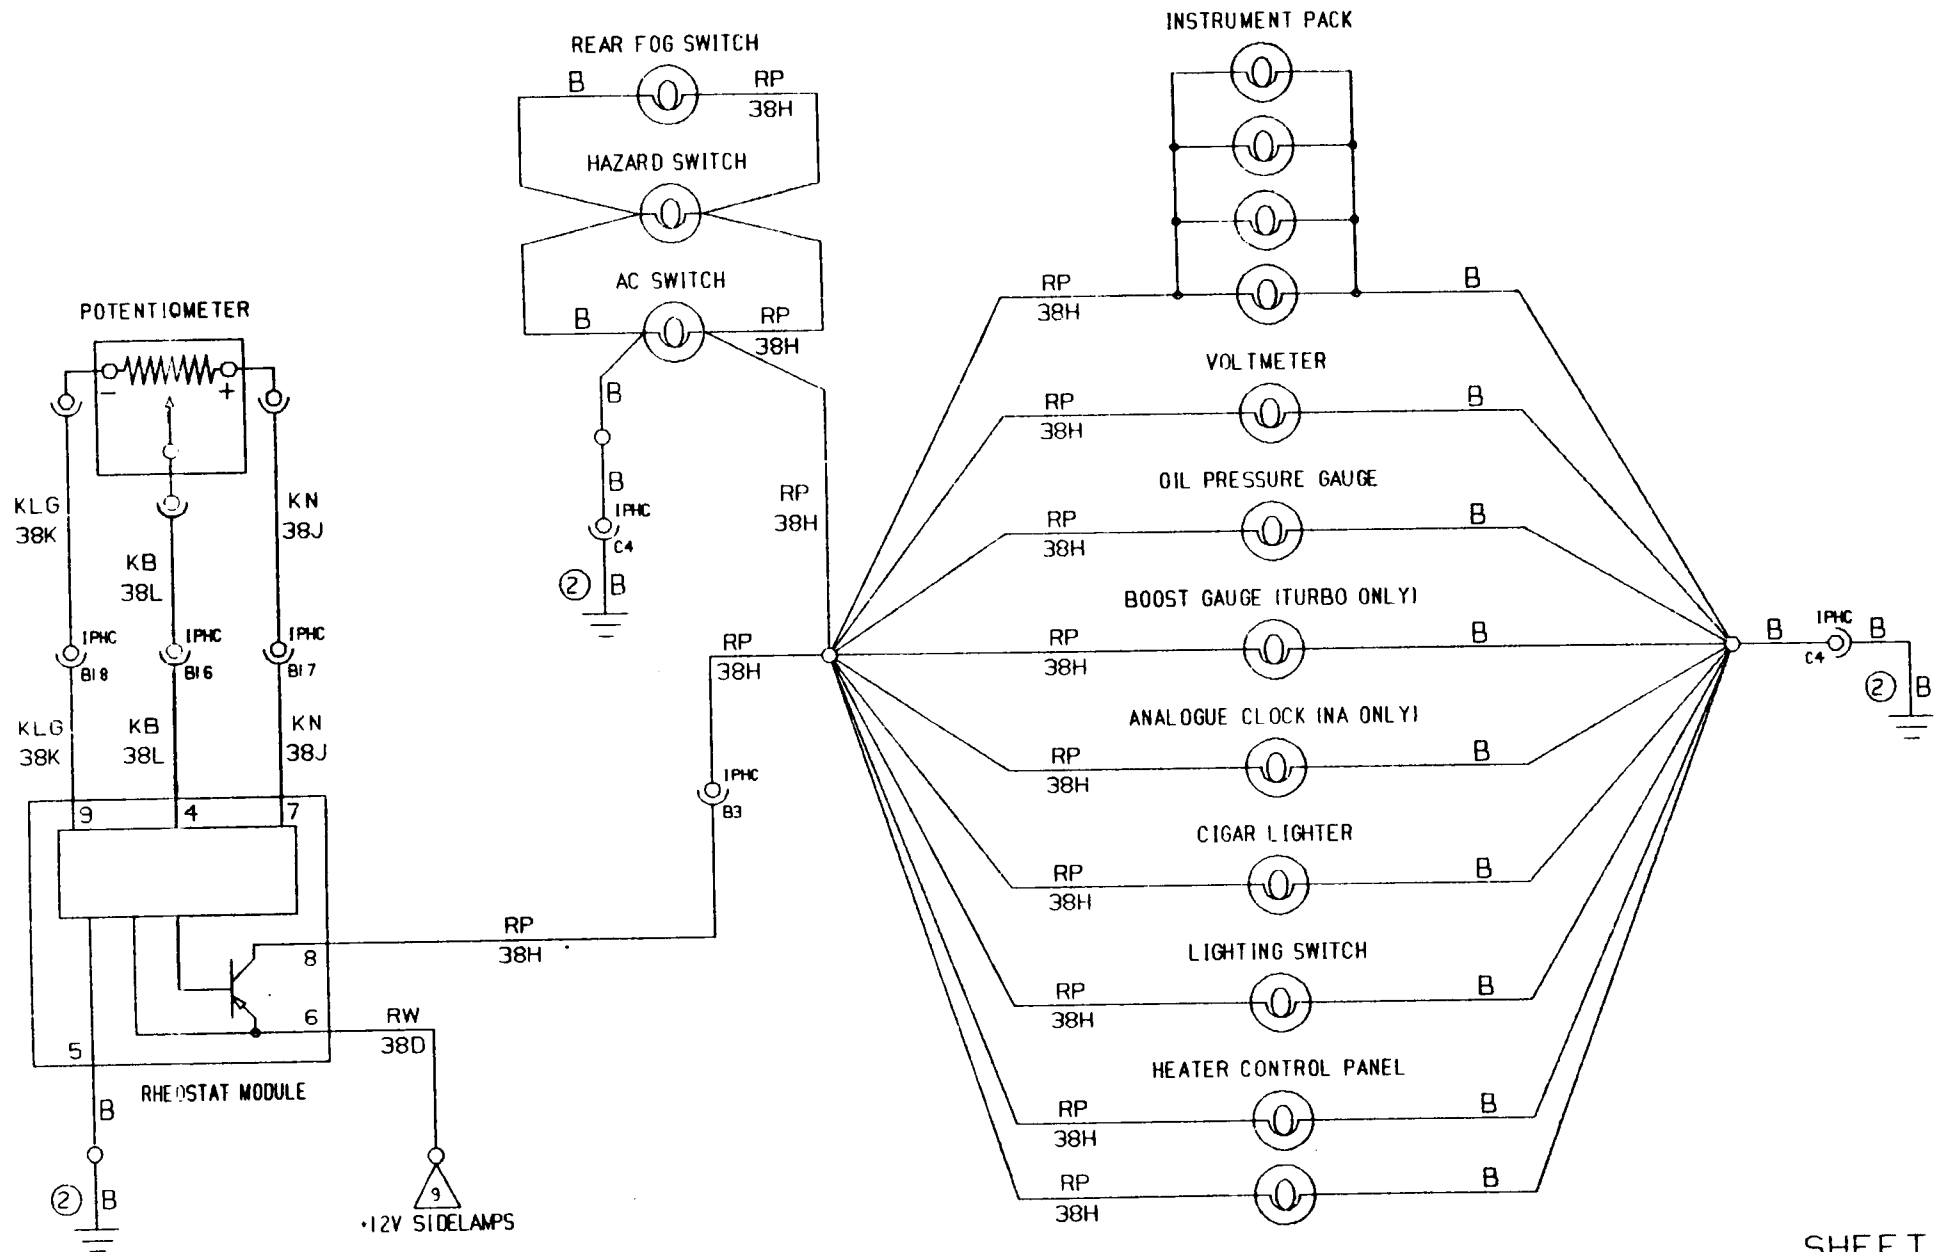 INSTRUMENT PACK
REAR FOG SWITCH
B
RP
38H
HAZARD SWITCH
AC SWITCH
B
RP
38H
B
B
IPHC
C4
2
B
RP
38H
POTENTIOMETER
-
+
KLG
38K
KB
38L
KN
38J
IPHC
B18
IPHC
B16
IPHC
B17
KLG
38K
KB
38L
KN
38J
9
4
7
8
6
5
RHEOSTAT MODULE
B
2
B
RW
38D
9
+12V SIDELAMPS
RP
38H
IPHC
B3
RP
38H
RP
38H
B
VOLTMETER
RP
38H
B
OIL PRESSURE GAUGE
RP
38H
B
BOOST GAUGE (TURBO ONLY)
RP
38H
B
ANALOGUE CLOCK (NA ONLY)
RP
38H
B
CIGAR LIGHTER
RP
38H
B
LIGHTING SWITCH
RP
38H
B
HEATER CONTROL PANEL
RP
38H
B
RP
38H
B
B
IPHC
C4
B
2
B
SHEET